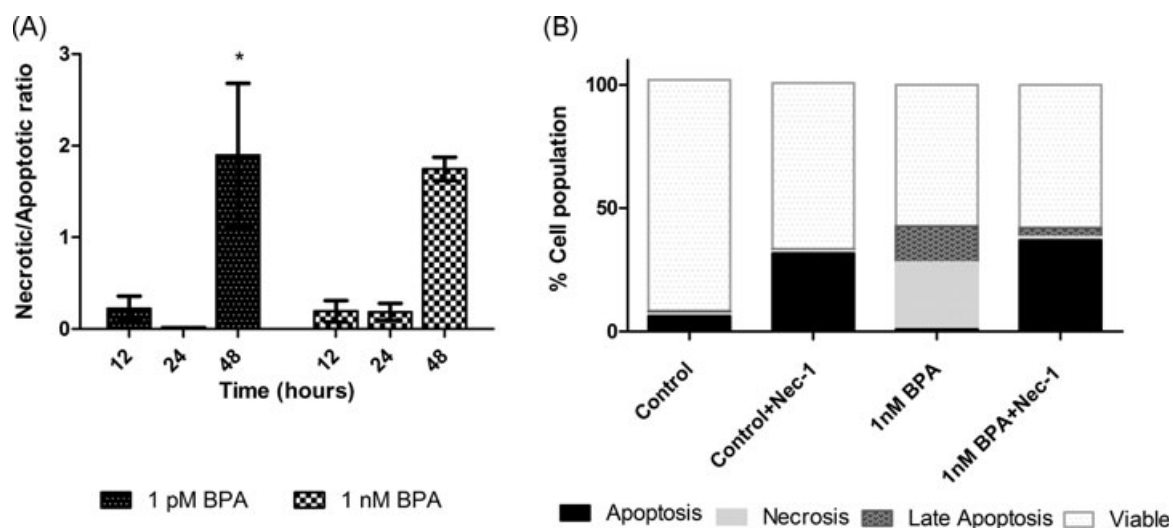 (A)
3
2
1
0
Necrotic/Apoptotic ratio
*
12
24
48
12
24
48
Time (hours)
1 pM BPA
1 nM BPA
(B)
100
50
0
% Cell population
Control
Control+Nec-1
1nM BPA
1nM BPA+Nec-1
Apoptosis
Necrosis
Late Apoptosis
Viable